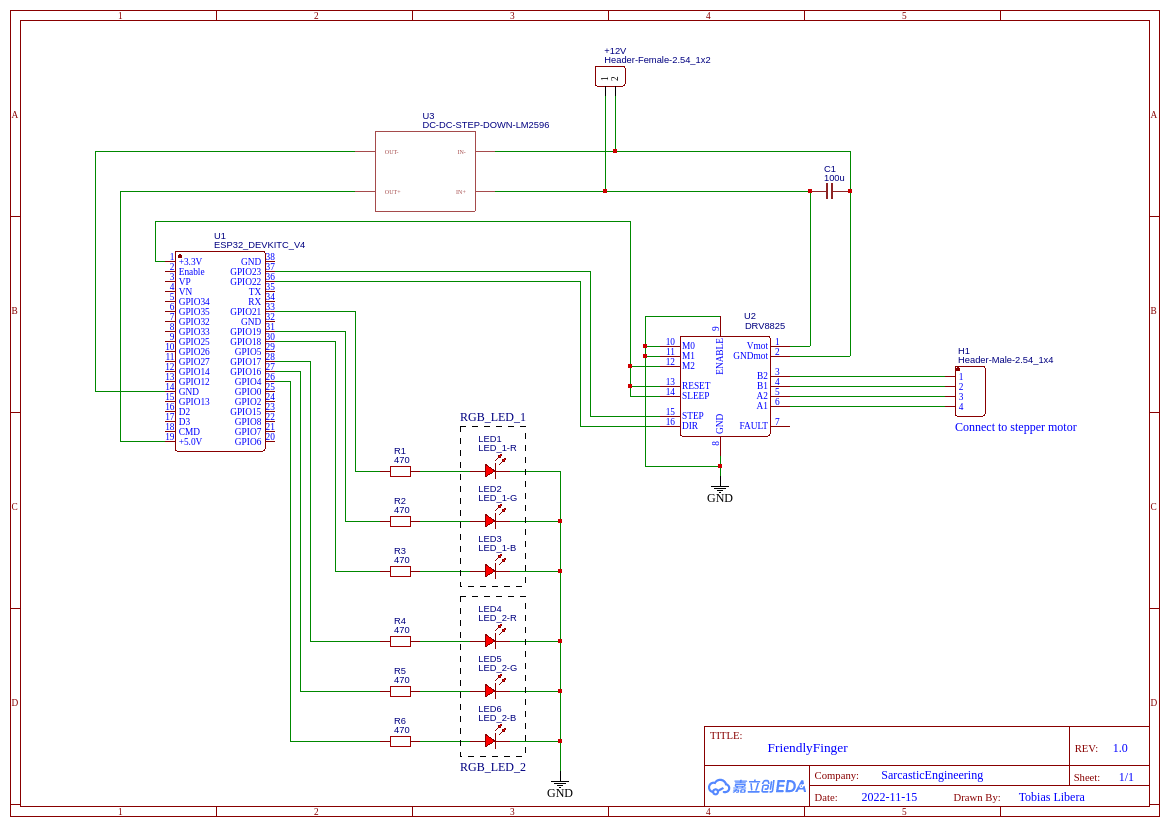 1 2 3 4 5
A A
B B
C C
D D
+12V
Header-Female-2.54_1x2
1 2
U3
DC-DC-STEP-DOWN-LM2596
OUT- IN-
OUT+ IN+
C1
100u
U1
ESP32_DEVKITC_V4
1 +3.3V GND 38
2 Enable GPIO23 37
3 VP GPIO22 36
4 VN TX 35
5 GPIO34 RX 34
6 GPIO35 GPIO21 33
7 GPIO32 GND 32
8 GPIO33 GPIO19 31
9 GPIO25 GPIO18 30
10 GPIO26 GPIO5 29
11 GPIO27 GPIO17 28
12 GPIO14 GPIO16 27
13 GPIO12 GPIO4 26
14 GND GPIO0 25
15 GPIO13 GPIO2 24
16 D2 GPIO15 23
17 D3 GPIO8 22
18 CMD GPIO7 21
19 +5.0V GPIO6 20
U2
DRV8825
9 ENABLE
10 M0 Vmot 1
11 M1 GNDmot 2
12 M2
B2 3
13 RESET B1 4
14 SLEEP A2 5
A1 6
15 STEP
16 DIR FAULT 7
8 GND
GND
H1
Header-Male-2.54_1x4
1
2
3
4
Connect to stepper motor
RGB_LED_1
R1
470
LED1
LED_1-R
R2
470
LED2
LED_1-G
R3
470
LED3
LED_1-B
R4
470
LED4
LED_2-R
R5
470
LED5
LED_2-G
R6
470
LED6
LED_2-B
RGB_LED_2
GND
TITLE:
FriendlyFinger
REV: 1.0
嘉立创EDA
Company: SarcasticEngineering
Sheet: 1/1
Date: 2022-11-15 Drawn By: Tobias Libera
1 2 3 4 5